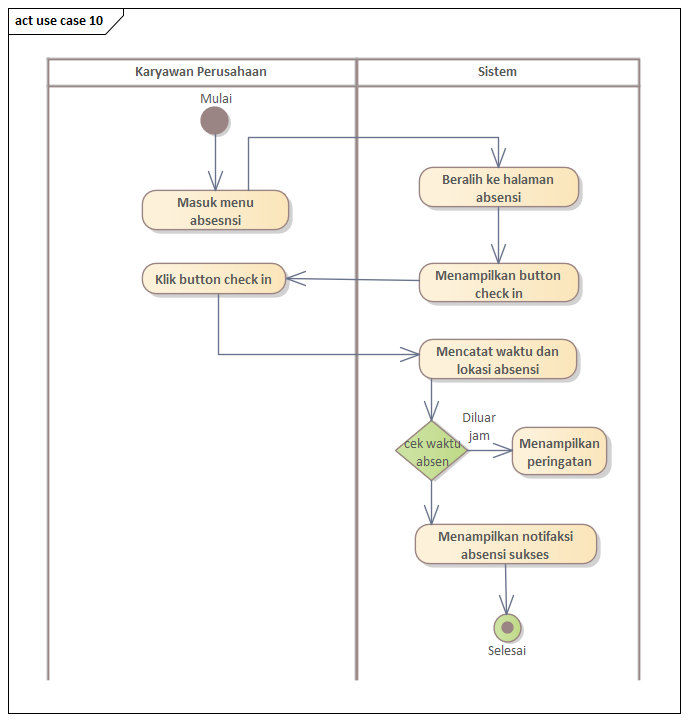 act use case 10
Karyawan Perusahaan
Sistem
Mulai
Masuk menu
absesnsi
Beralih ke halaman
absensi
Menampilkan button
check in
Klik button check in
Mencatat waktu dan
lokasi absensi
cek waktu
absen
Diluar
jam
Menampilkan
peringatan
Menampilkan notifaksi
absensi sukses
Selesai